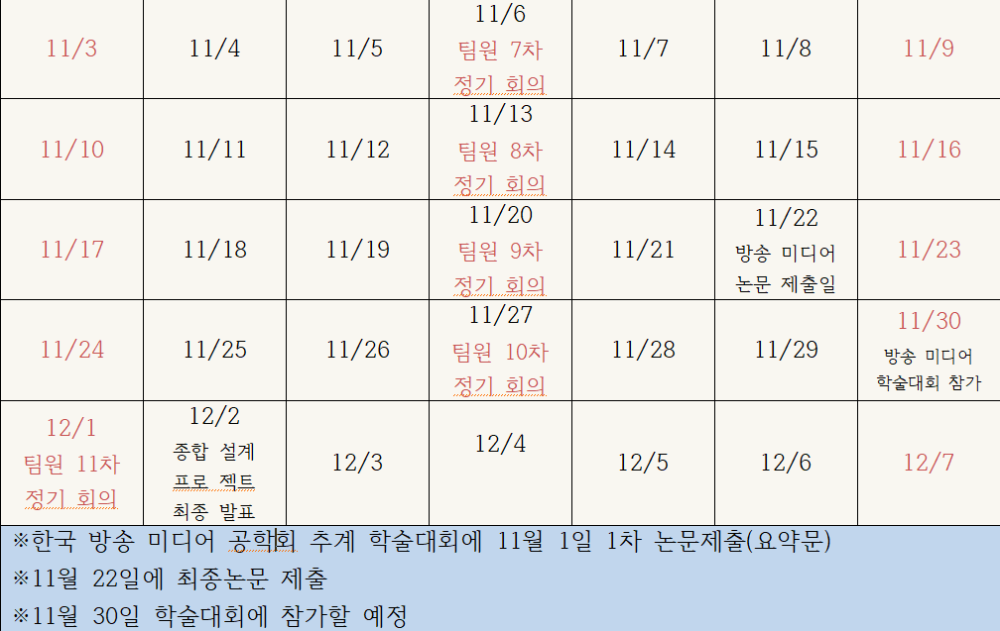 11/3
11/4
11/5
11/6
팀원 7차
정기 회의
11/7
11/8
11/9
11/10
11/11
11/12
11/13
팀원 8차
정기 회의
11/14
11/15
11/16
11/17
11/18
11/19
11/20
팀원 9차
정기 회의
11/21
11/22
방송 미디어
논문 제출일
11/23
11/24
11/25
11/26
11/27
팀원 10차
정기 회의
11/28
11/29
11/30
방송 미디어
학술대회 참가
12/1
팀원 11차
정기 회의
12/2
종합 설계
프로 젝트
최종 발표
12/3
12/4
12/5
12/6
12/7
※한국 방송 미디어 공학회 추계 학술대회에 11월 1일 1차 논문제출(요약문)
※11월 22일에 최종논문 제출
※11월 30일 학술대회에 참가할 예정